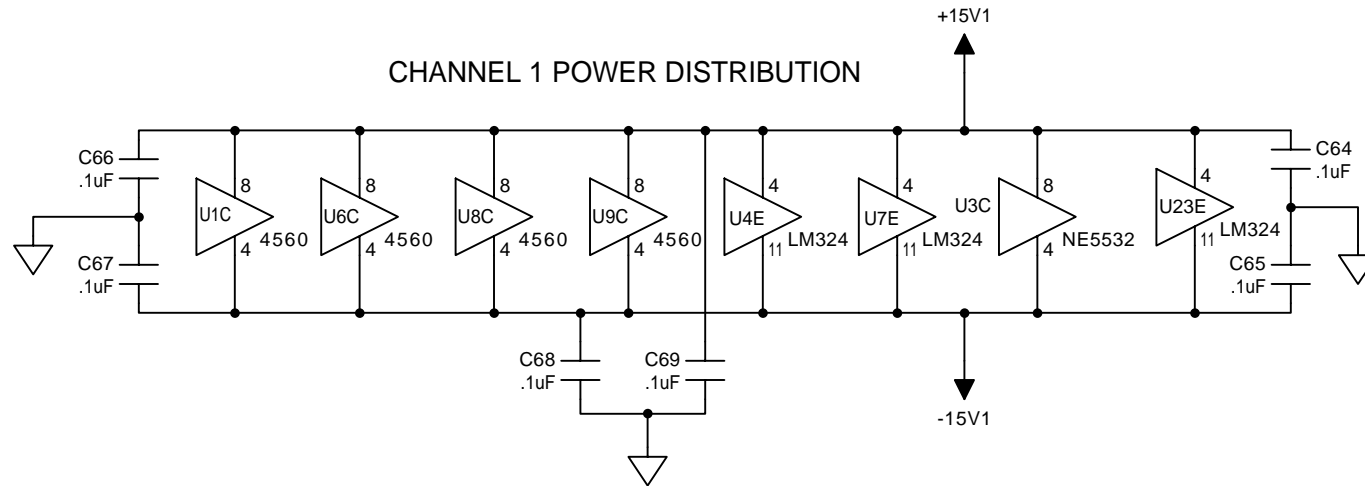 +15V1
CHANNEL 1 POWER DISTRIBUTION
C66
.1uF
C67
.1uF
U1C
8
4
4560
U6C
8
4
4560
U8C
8
4
4560
U9C
8
4
4560
U4E
4
11
LM324
U7E
4
11
LM324
U3C
8
4
NE5532
U23E
4
11
LM324
C64
.1uF
C65
.1uF
C68
.1uF
C69
.1uF
-15V1